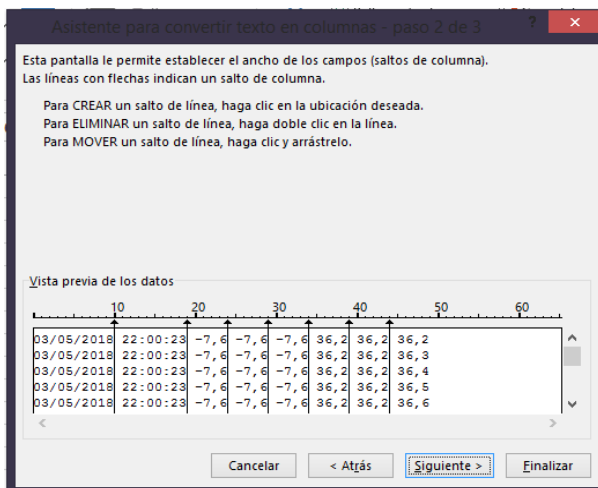 Asistente para convertir texto en columnas - paso 2 de 3 ? ×
Esta pantalla le permite establecer el ancho de los campos (saltos de columna).
Las líneas con flechas indican un salto de columna.
Para CREAR un salto de línea, haga clic en la ubicación deseada.
Para ELIMINAR un salto de línea, haga doble clic en la línea.
Para MOVER un salto de línea, haga clic y arrástrelo.
Vista previa de los datos
10 20 30 40 50 60
03/05/2018 22:00:23 -7,6 -7,6 -7,6 36,2 36,2 36,2
03/05/2018 22:00:23 -7,6 -7,6 -7,6 36,2 36,2 36,3
03/05/2018 22:00:23 -7,6 -7,6 -7,6 36,2 36,2 36,4
03/05/2018 22:00:23 -7,6 -7,6 -7,6 36,2 36,2 36,5
03/05/2018 22:00:23 -7,6 -7,6 -7,6 36,2 36,2 36,6
Cancelar < Atrás Siguiente > Finalizar